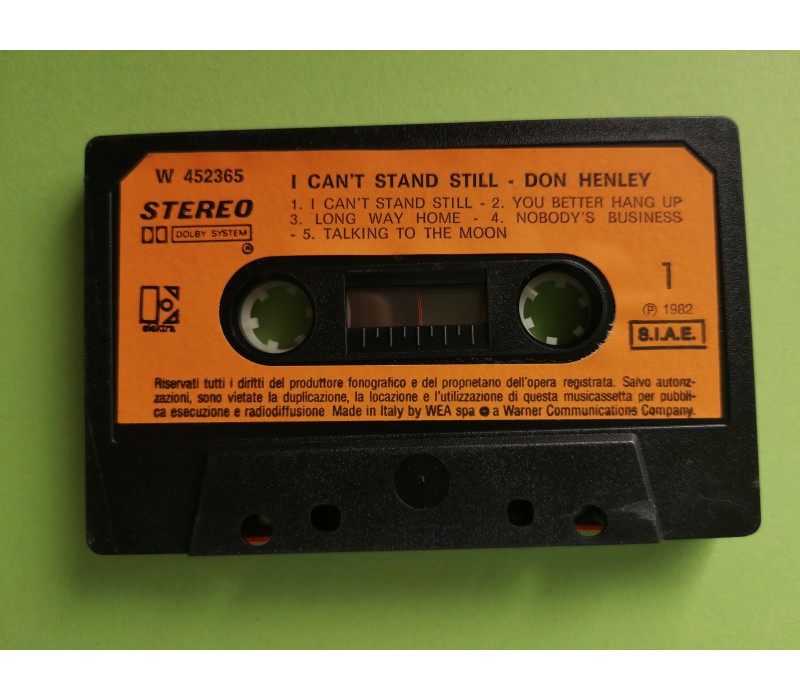 W 452365
I CAN'T STAND STILL - DON HENLEY
STEREO
DOLBY SYSTEM
®
1. I CAN'T STAND STILL - 2. YOU BETTER HANG UP
3. LONG WAY HOME - 4. NOBODY'S BUSINESS
- 5. TALKING TO THE MOON
elektra
1
℗ 1982
S.I.A.E.
Riservati tutti i diritti del produttore fonografico e del propnetano dell'opera registrata. Salvo autoriz-
zazioni, sono vietate la duplicazione, la locazione e l'utilizzazione di questa musicassetta per pubbli-
ca esecuzione e radiodiffusione. Made in Italy by WEA spa a Warner Communications Company.